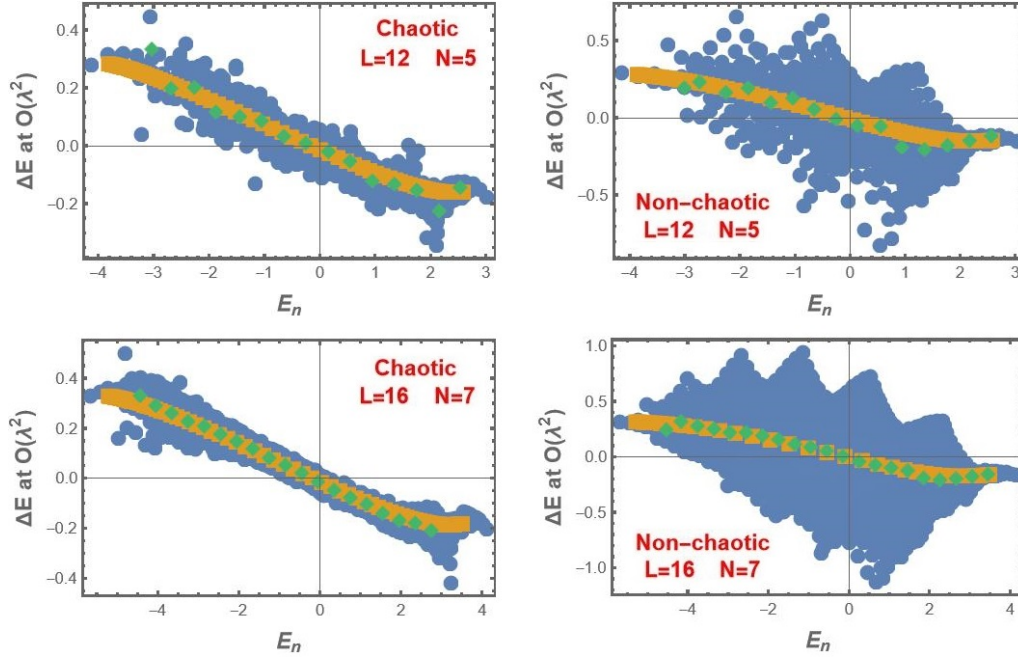 ΔE at O(λ²)
0.4
0.2
0.0
−0.2
Chaotic
L=12 N=5
−4 −3 −2 −1 0 1 2 3
Eₙ
ΔE at O(λ²)
0.5
0.0
−0.5
Non−chaotic
L=12 N=5
−4 −3 −2 −1 0 1 2 3
Eₙ
ΔE at O(λ²)
0.4
0.2
0.0
−0.2
−0.4
Chaotic
L=16 N=7
−4 −2 0 2 4
Eₙ
ΔE at O(λ²)
1.0
0.5
0.0
−0.5
−1.0
Non−chaotic
L=16 N=7
−4 −2 0 2 4
Eₙ